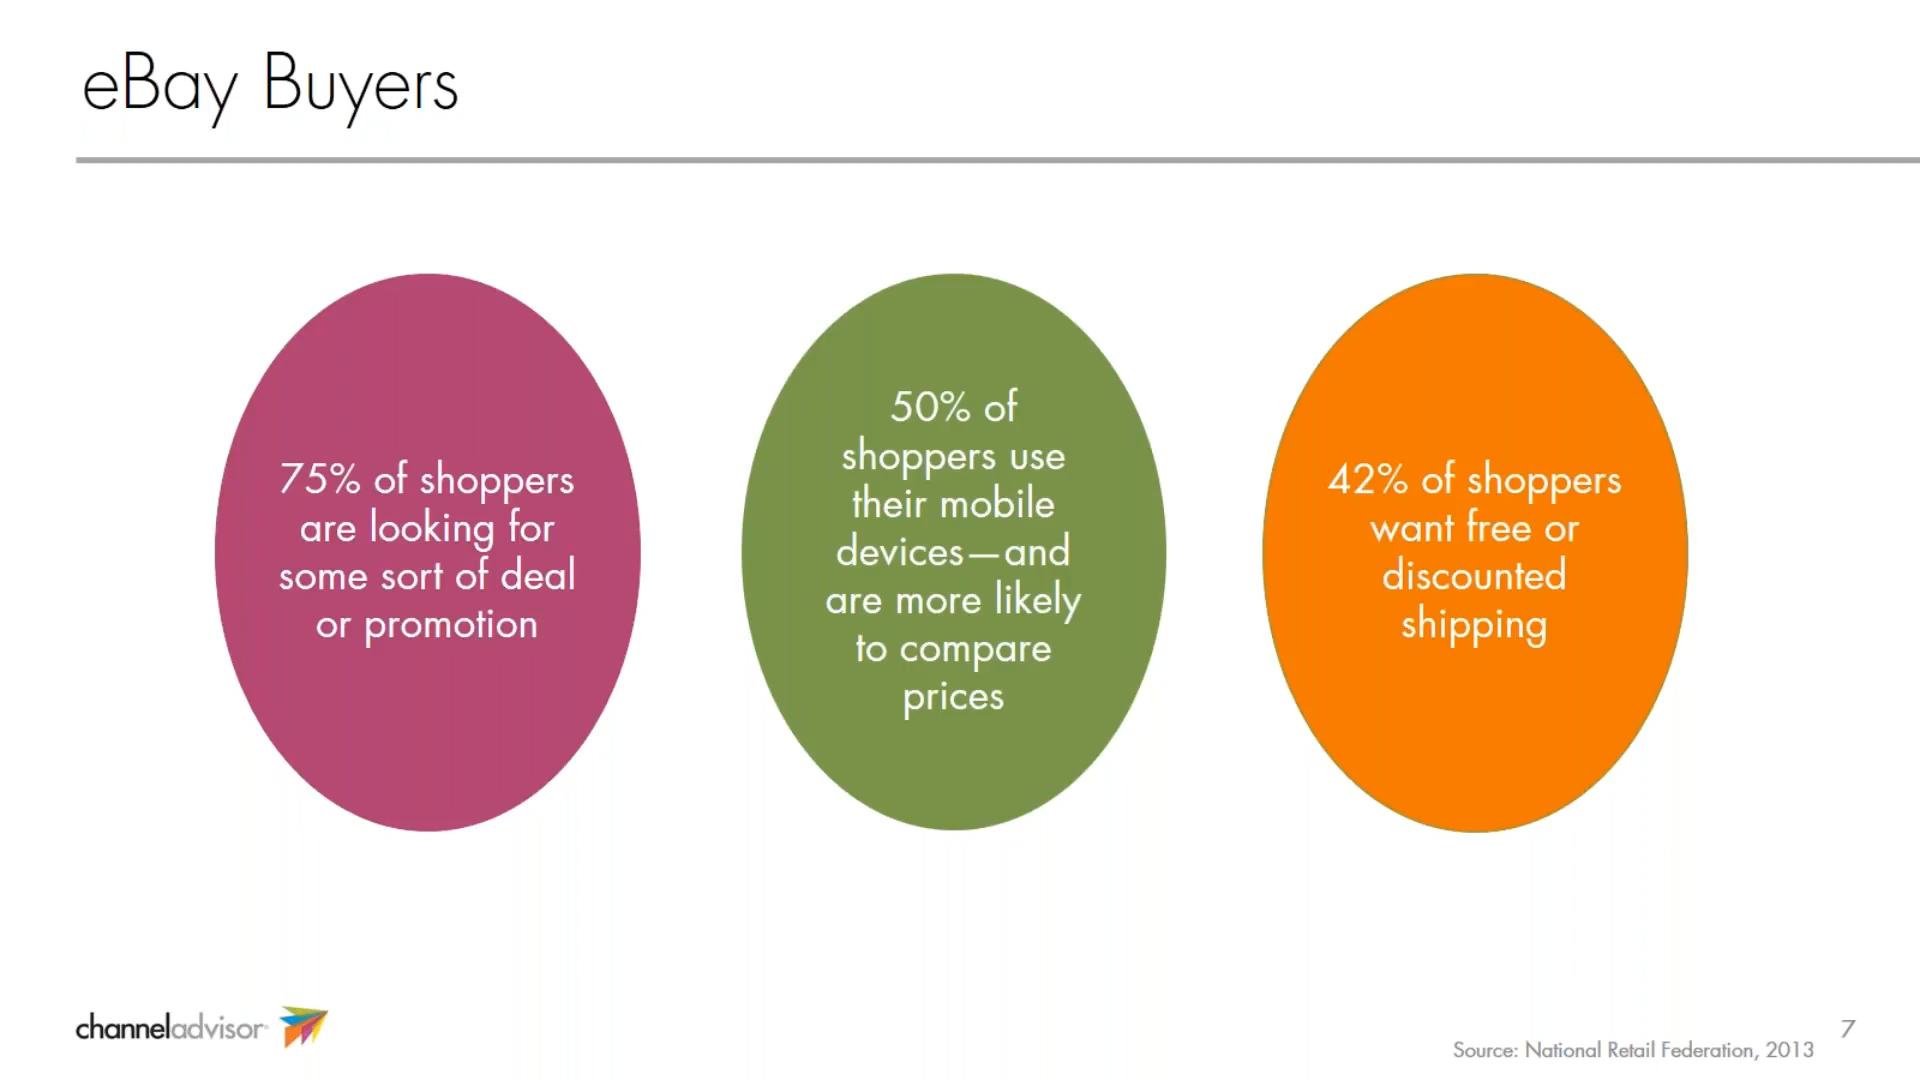 eBay Buyers
75% of shoppers
are looking for
some sort of deal
or promotion
50% of
shoppers use
their mobile
devices—and
are more likely
to compare
prices
42% of shoppers
want free or
discounted
shipping
channeladvisor
7
Source: National Retail Federation, 2013